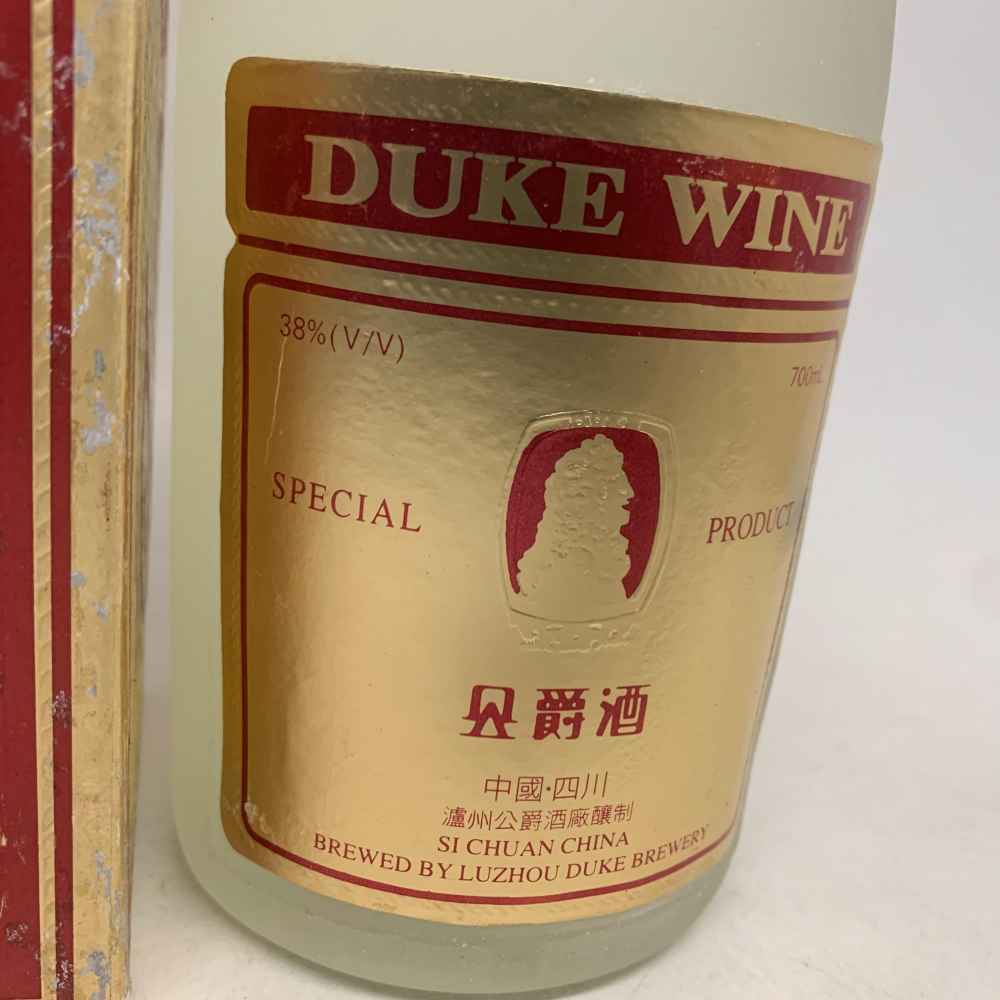 DUKE WINE
38%(V/V)
700mL
SPECIAL
PRODUCT
公爵酒
中國·四川
瀘州公爵酒廠釀制
SI CHUAN CHINA
BREWED BY LUZHOU DUKE BREWERY